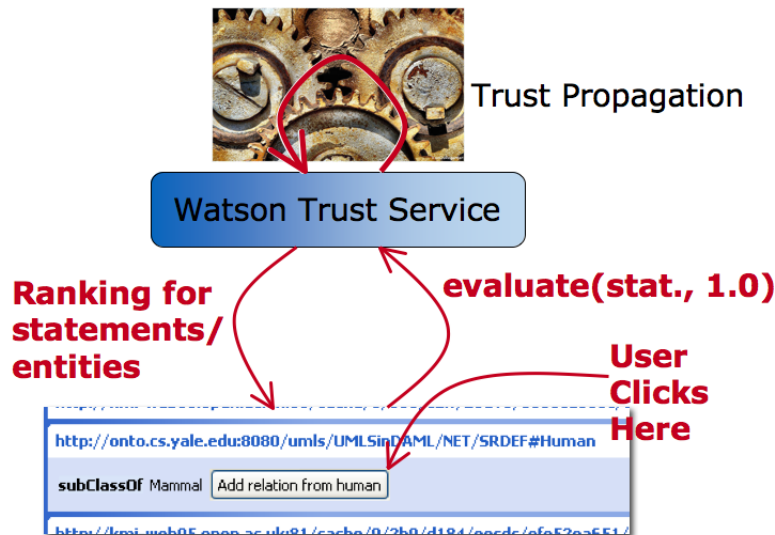 Trust Propagation
Watson Trust Service
evaluate(stat., 1.0)
Ranking for
statements/
entities
User
Clicks
Here
http://onto.cs.yale.edu:8080/umls/UMLSinDAML/NET/SRDEF#Human
subClassOf Mammal Add relation from human